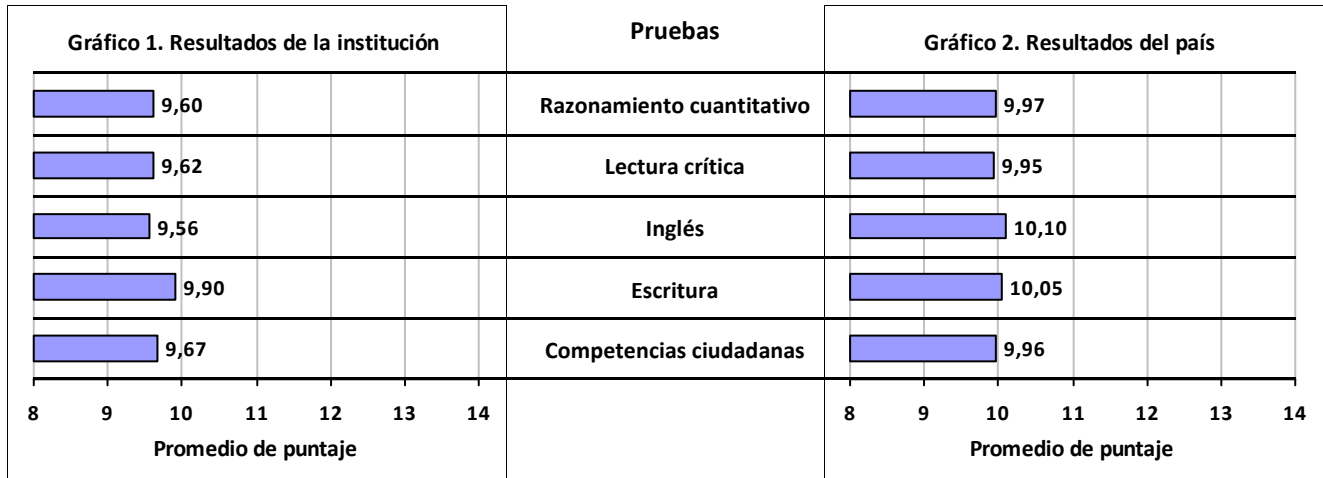 Gráfico 1. Resultados de la institución
Pruebas
Gráfico 2. Resultados del país
9,60
Razonamiento cuantitativo
9,97
9,62
Lectura crítica
9,95
9,56
Inglés
10,10
9,90
Escritura
10,05
9,67
Competencias ciudadanas
9,96
8 9 10 11 12 13 14
8 9 10 11 12 13 14
Promedio de puntaje
Promedio de puntaje